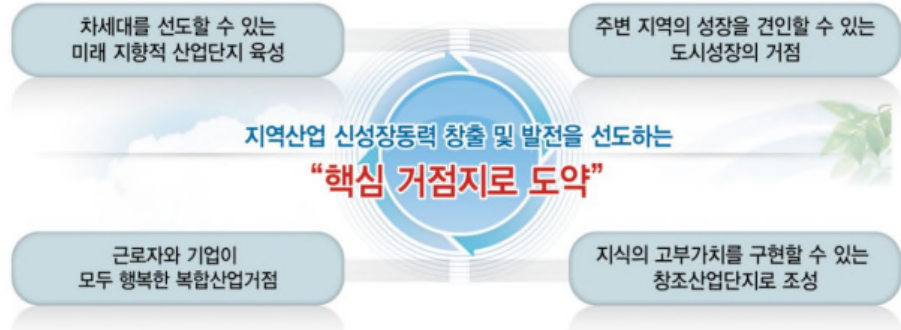 차세대를 선도할 수 있는
미래 지향적 산업단지 육성
주변 지역의 성장을 견인할 수 있는
도시성장의 거점
지역산업 신성장동력 창출 및 발전을 선도하는
“핵심 거점지로 도약”
근로자와 기업이
모두 행복한 복합산업거점
지식의 고부가치를 구현할 수 있는
창조산업단지로 조성